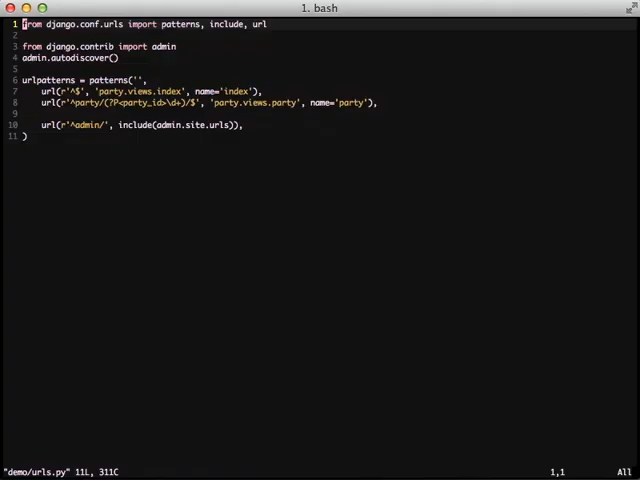 1. bash
1 from django.conf.urls import patterns, include, url
2
3 from django.contrib import admin
4 admin.autodiscover()
5
6 urlpatterns = patterns('',
7     url(r'^$', 'party.views.index', name='index'),
8     url(r'^party/(?P<party_id>\d+)/$', 'party.views.party', name='party'),
9
10     url(r'^admin/', include(admin.site.urls)),
11 )
"demo/urls.py" 11L, 311C 1,1 All